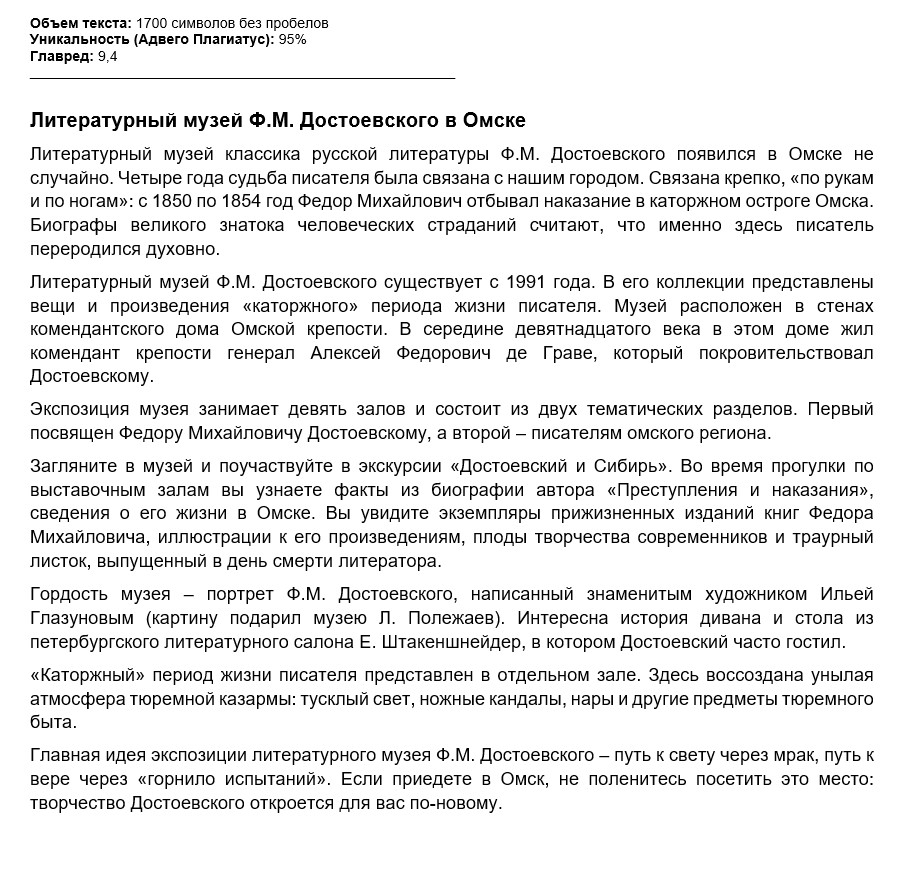 Объем текста: 1700 символов без пробелов
Уникальность (Адвего Плагиатус): 95%
Главред: 9,4
Литературный музей Ф.М. Достоевского в Омске
Литературный музей классика русской литературы Ф.М. Достоевского появился в Омске не
случайно. Четыре года судьба писателя была связана с нашим городом. Связана крепко, «по рукам
и по ногам»: с 1850 по 1854 год Федор Михайлович отбывал наказание в каторжном остроге Омска.
Биографы великого знатока человеческих страданий считают, что именно здесь писатель
переродился духовно.
Литературный музей Ф.М. Достоевского существует с 1991 года. В его коллекции представлены
вещи и произведения «каторжного» периода жизни писателя. Музей расположен в стенах
комендантского дома Омской крепости. В середине девятнадцатого века в этом доме жил
комендант крепости генерал Алексей Федорович де Граве, который покровительствовал
Достоевскому.
Экспозиция музея занимает девять залов и состоит из двух тематических разделов. Первый
посвящен Федору Михайловичу Достоевскому, а второй – писателям омского региона.
Загляните в музей и поучаствуйте в экскурсии «Достоевский и Сибирь». Во время прогулки по
выставочным залам вы узнаете факты из биографии автора «Преступления и наказания»,
сведения о его жизни в Омске. Вы увидите экземпляры прижизненных изданий книг Федора
Михайловича, иллюстрации к его произведениям, плоды творчества современников и траурный
листок, выпущенный в день смерти литератора.
Гордость музея – портрет Ф.М. Достоевского, написанный знаменитым художником Ильей
Глазуновым (картину подарил музею Л. Полежаев). Интересна история дивана и стола из
петербургского литературного салона Е. Штакеншнейдер, в котором Достоевский часто гостил.
«Каторжный» период жизни писателя представлен в отдельном зале. Здесь воссоздана унылая
атмосфера тюремной казармы: тусклый свет, ножные кандалы, нары и другие предметы тюремного
быта.
Главная идея экспозиции литературного музея Ф.М. Достоевского – путь к свету через мрак, путь к
вере через «горнило испытаний». Если приедете в Омск, не поленитесь посетить это место:
творчество Достоевского откроется для вас по-новому.